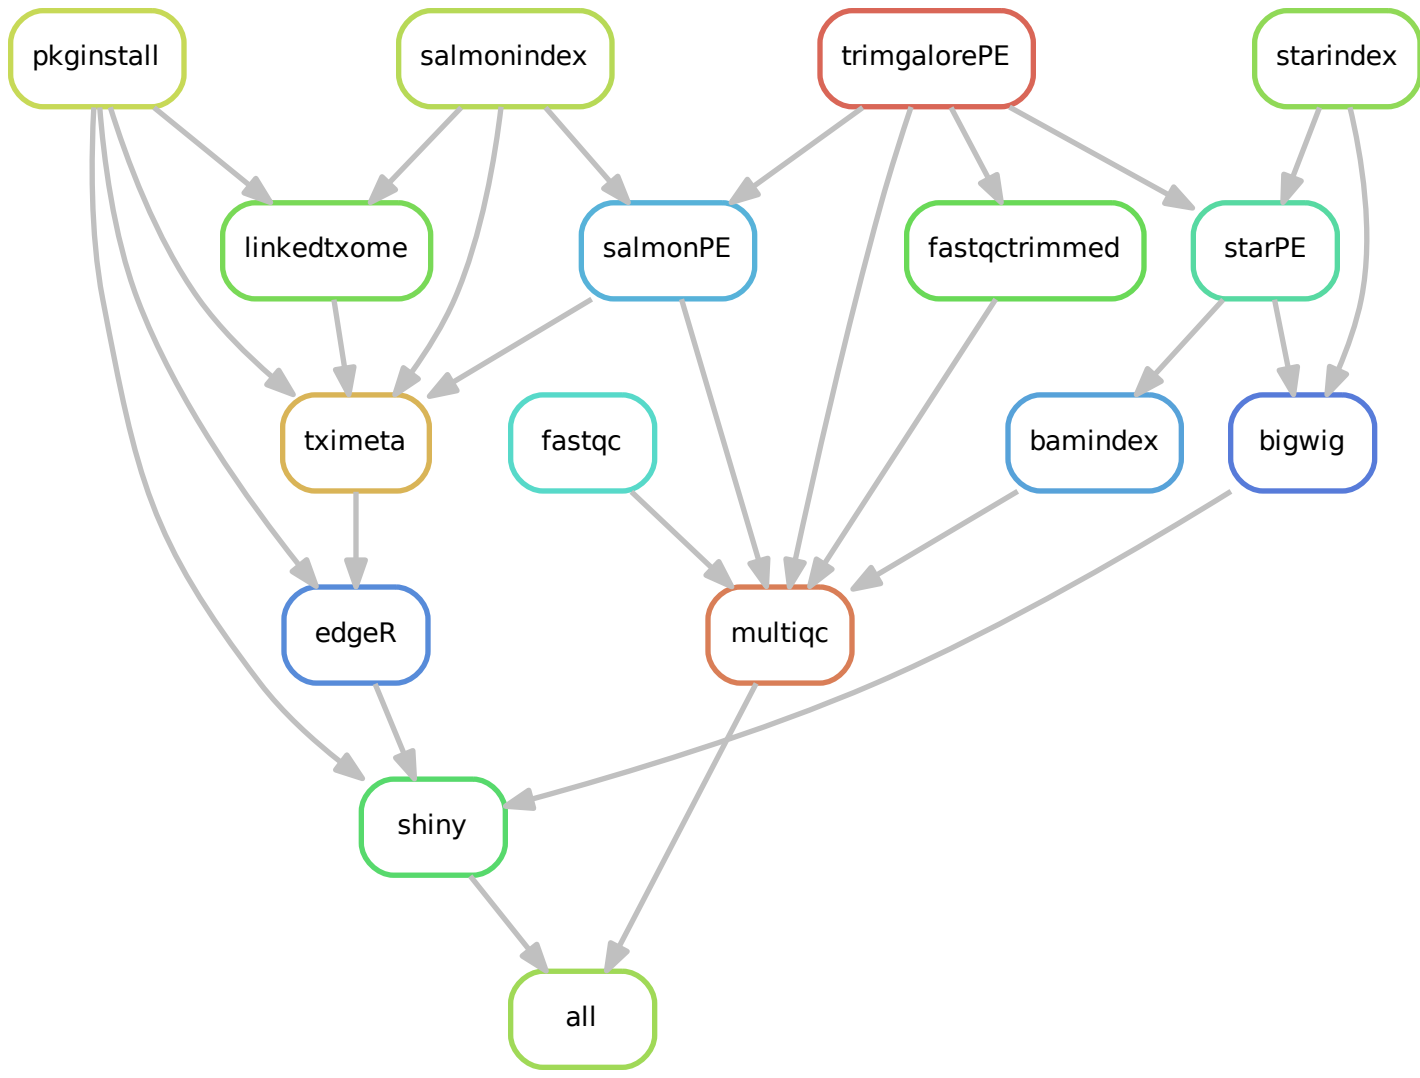 pkginstall
salmonindex
trimgalorePE
starindex
linkedtxome
salmonPE
fastqctrimmed
starPE
tximeta
fastqc
bamindex
bigwig
edgeR
multiqc
shiny
all